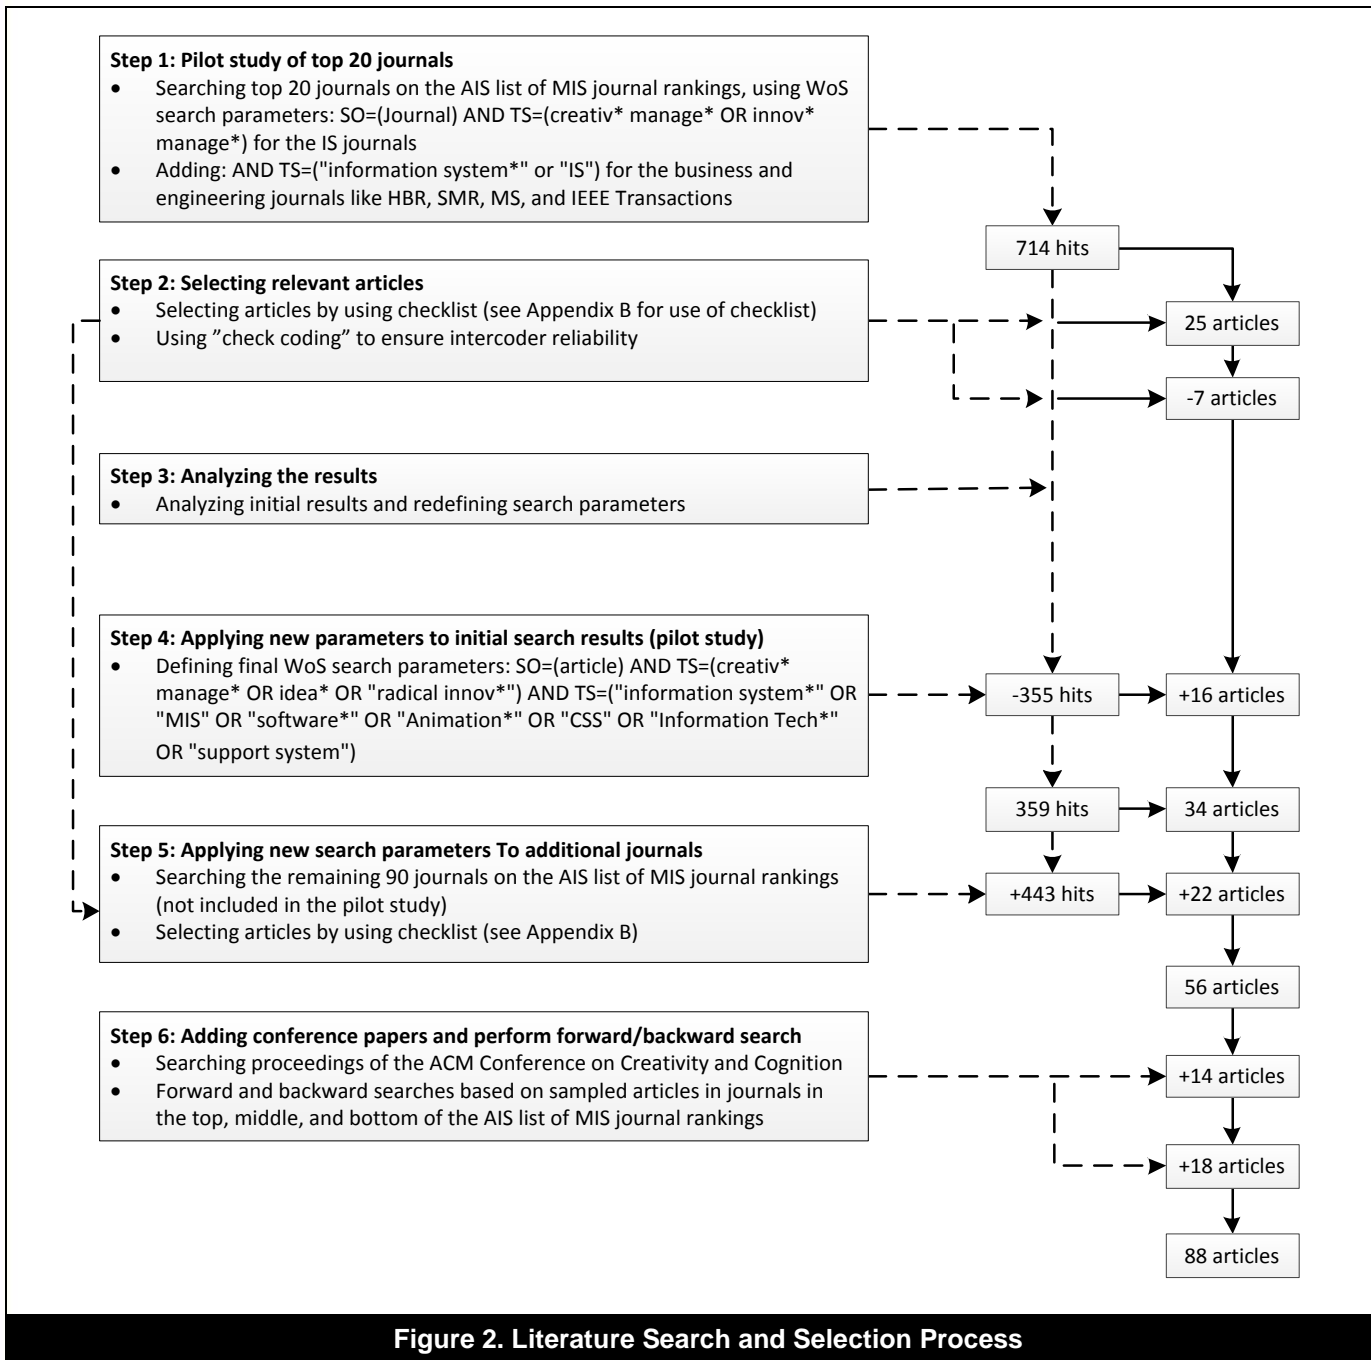 Step 1: Pilot study of top 20 journals
• Searching top 20 journals on the AIS list of MIS journal rankings, using WoS
search parameters: SO=(Journal) AND TS=(creativ* manage* OR innov*
manage*) for the IS journals
• Adding: AND TS=("information system*" or "IS") for the business and
engineering journals like HBR, SMR, MS, and IEEE Transactions
714 hits
Step 2: Selecting relevant articles
• Selecting articles by using checklist (see Appendix B for use of checklist)
• Using ”check coding” to ensure intercoder reliability
25 articles
-7 articles
Step 3: Analyzing the results
• Analyzing initial results and redefining search parameters
Step 4: Applying new parameters to initial search results (pilot study)
• Defining final WoS search parameters: SO=(article) AND TS=(creativ*
manage* OR idea* OR "radical innov*") AND TS=("information system*" OR
"MIS" OR "software*" OR "Animation*" OR "CSS" OR "Information Tech*"
OR "support system")
-355 hits
+16 articles
359 hits
34 articles
Step 5: Applying new search parameters To additional journals
• Searching the remaining 90 journals on the AIS list of MIS journal rankings
(not included in the pilot study)
• Selecting articles by using checklist (see Appendix B)
+443 hits
+22 articles
56 articles
Step 6: Adding conference papers and perform forward/backward search
• Searching proceedings of the ACM Conference on Creativity and Cognition
• Forward and backward searches based on sampled articles in journals in
the top, middle, and bottom of the AIS list of MIS journal rankings
+14 articles
+18 articles
88 articles
Figure 2. Literature Search and Selection Process